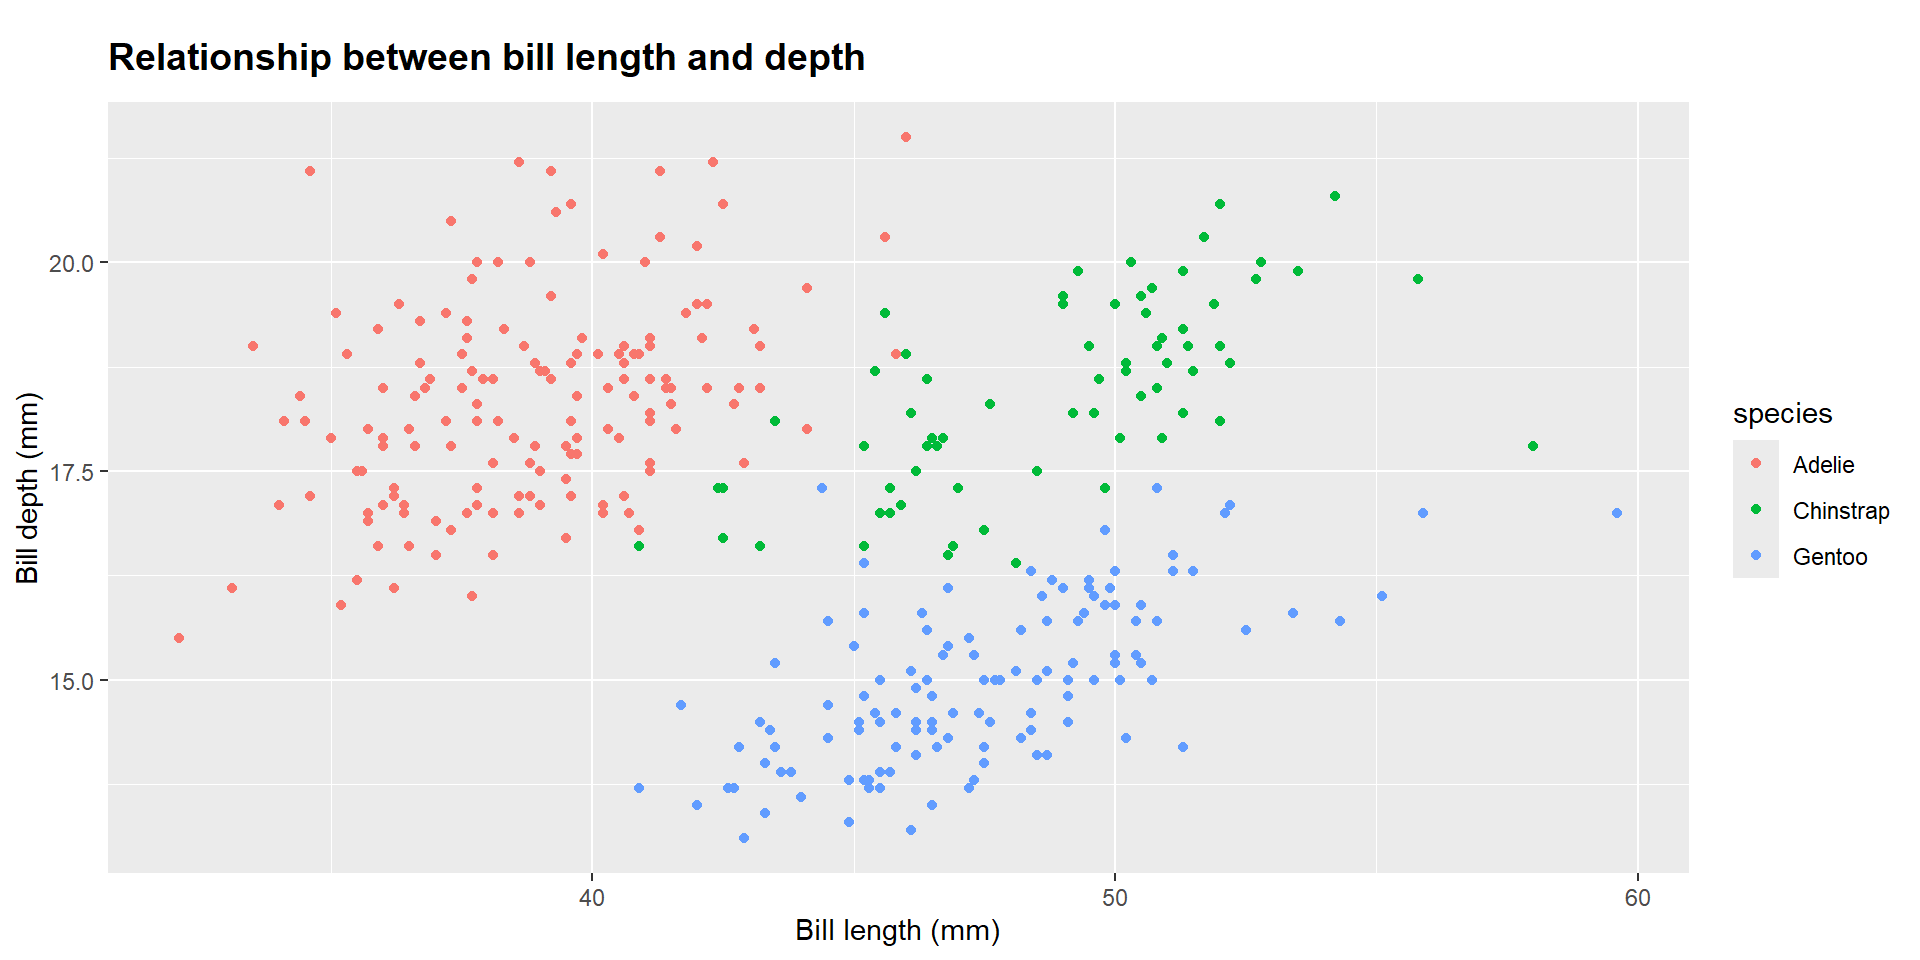 Relationship between bill length and depth
Bill depth (mm)
20.0
17.5
15.0
40 50 60
Bill length (mm)
species
Adelie
Chinstrap
Gentoo